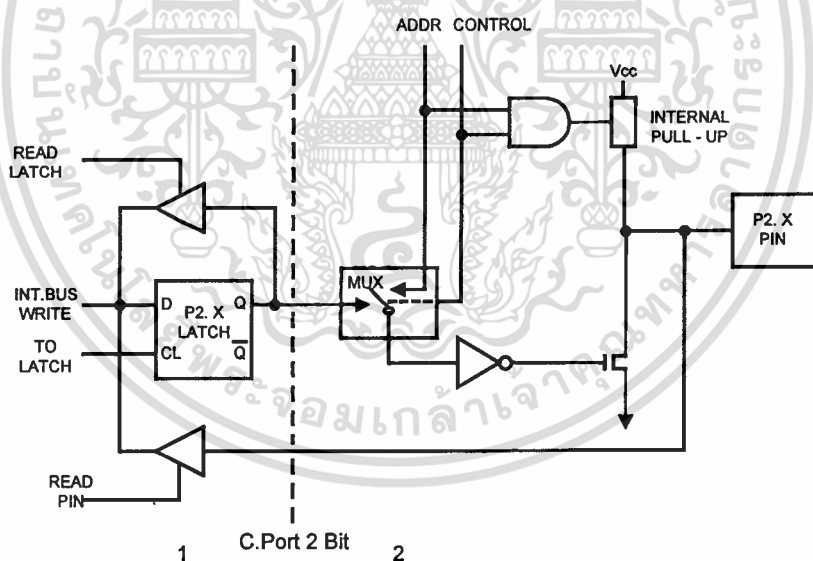 ADDR CONTROL
Vcc
INTERNAL
PULL - UP
READ
LATCH
P2. X
PIN
MUX
INT.BUS
WRITE
D
Q
P2. X
LATCH
TO
LATCH
CL
Q
READ
PIN
C.Port 2 Bit
1
2